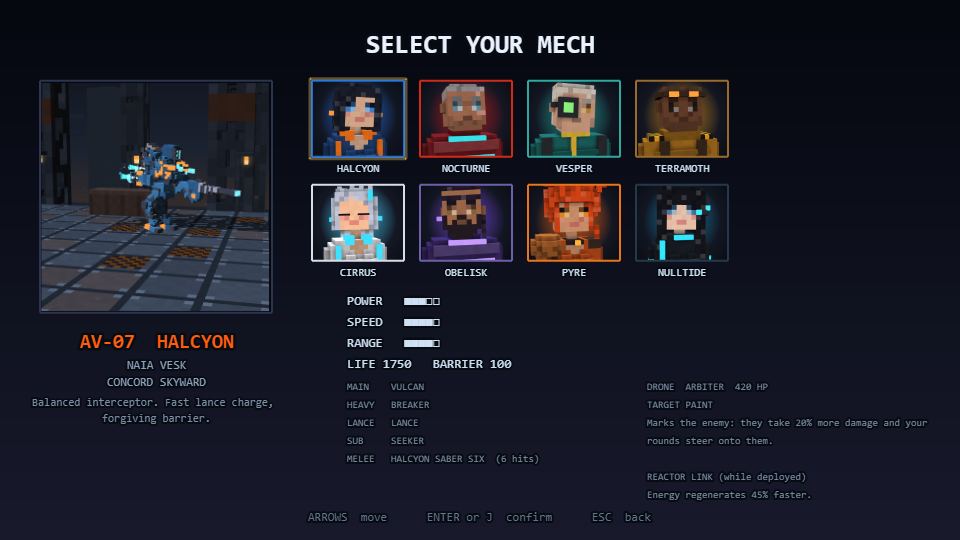 SELECT YOUR MECH
HALCYON
NOCTURNE
VESPER
TERRAMOTH
CIRRUS
OBELISK
PYRE
NULLTIDE
AV-07 HALCYON
NAIA VESK
CONCORD SKYWARD
Balanced interceptor. Fast lance charge,
forgiving barrier.
POWER
SPEED
RANGE
LIFE 1750 BARRIER 100
MAIN VULCAN
HEAVY BREAKER
LANCE LANCE
SUB SEEKER
MELEE HALCYON SABER SIX (6 hits)
DRONE ARBITER 420 HP
TARGET PAINT
Marks the enemy: they take 20% more damage and your
rounds steer onto them.
REACTOR LINK (while deployed)
Energy regenerates 45% faster.
ARROWS move ENTER or J confirm ESC back